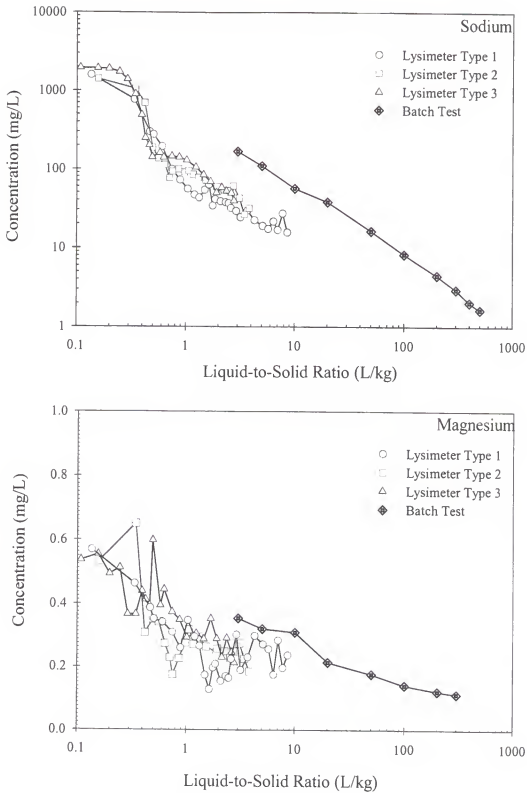 Sodium
10000
1000
100
10
1
Concentration (mg/L)
Lysimeter Type 1
Lysimeter Type 2
Lysimeter Type 3
Batch Test
0.1
1
10
100
1000
Liquid-to-Solid Ratio (L/kg)
Magnesium
1.0
0.8
0.6
0.4
0.2
0.0
Concentration (mg/L)
Lysimeter Type 1
Lysimeter Type 2
Lysimeter Type 3
Batch Test
0.1
1
10
100
1000
Liquid-to-Solid Ratio (L/kg)